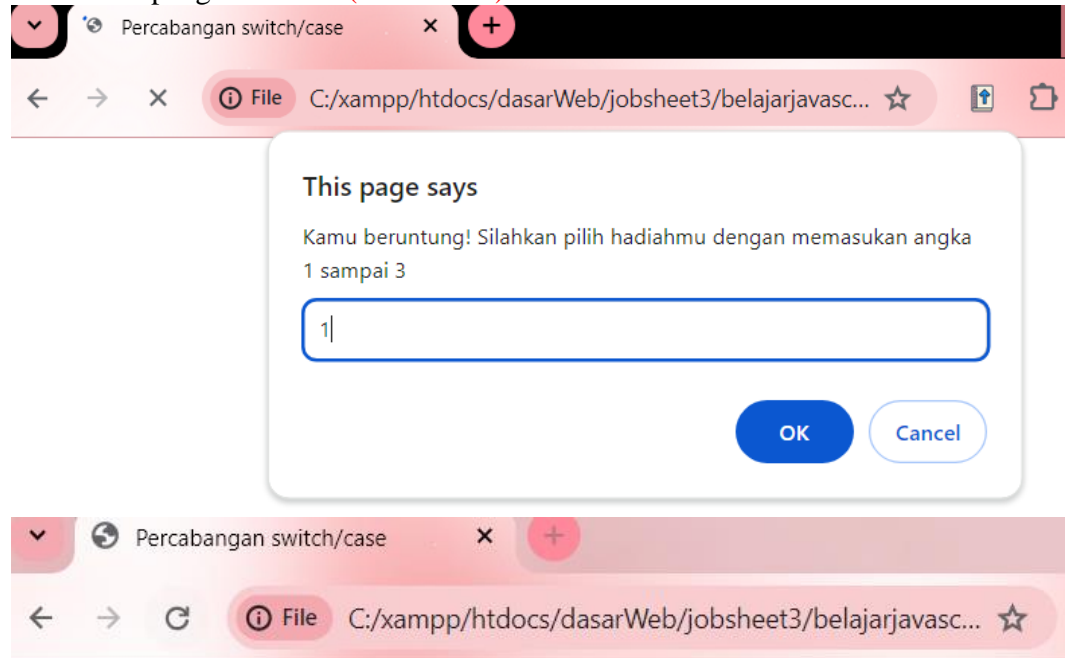 Percabangan switch/case
File C:/xampp/htdocs/dasarWeb/jobsheet3/belajarjavasc...
This page says
Kamu beruntung! Silahkan pilih hadiahmu dengan memasukan angka
1 sampai 3
1
OK Cancel
Percabangan switch/case
File C:/xampp/htdocs/dasarWeb/jobsheet3/belajarjavasc...